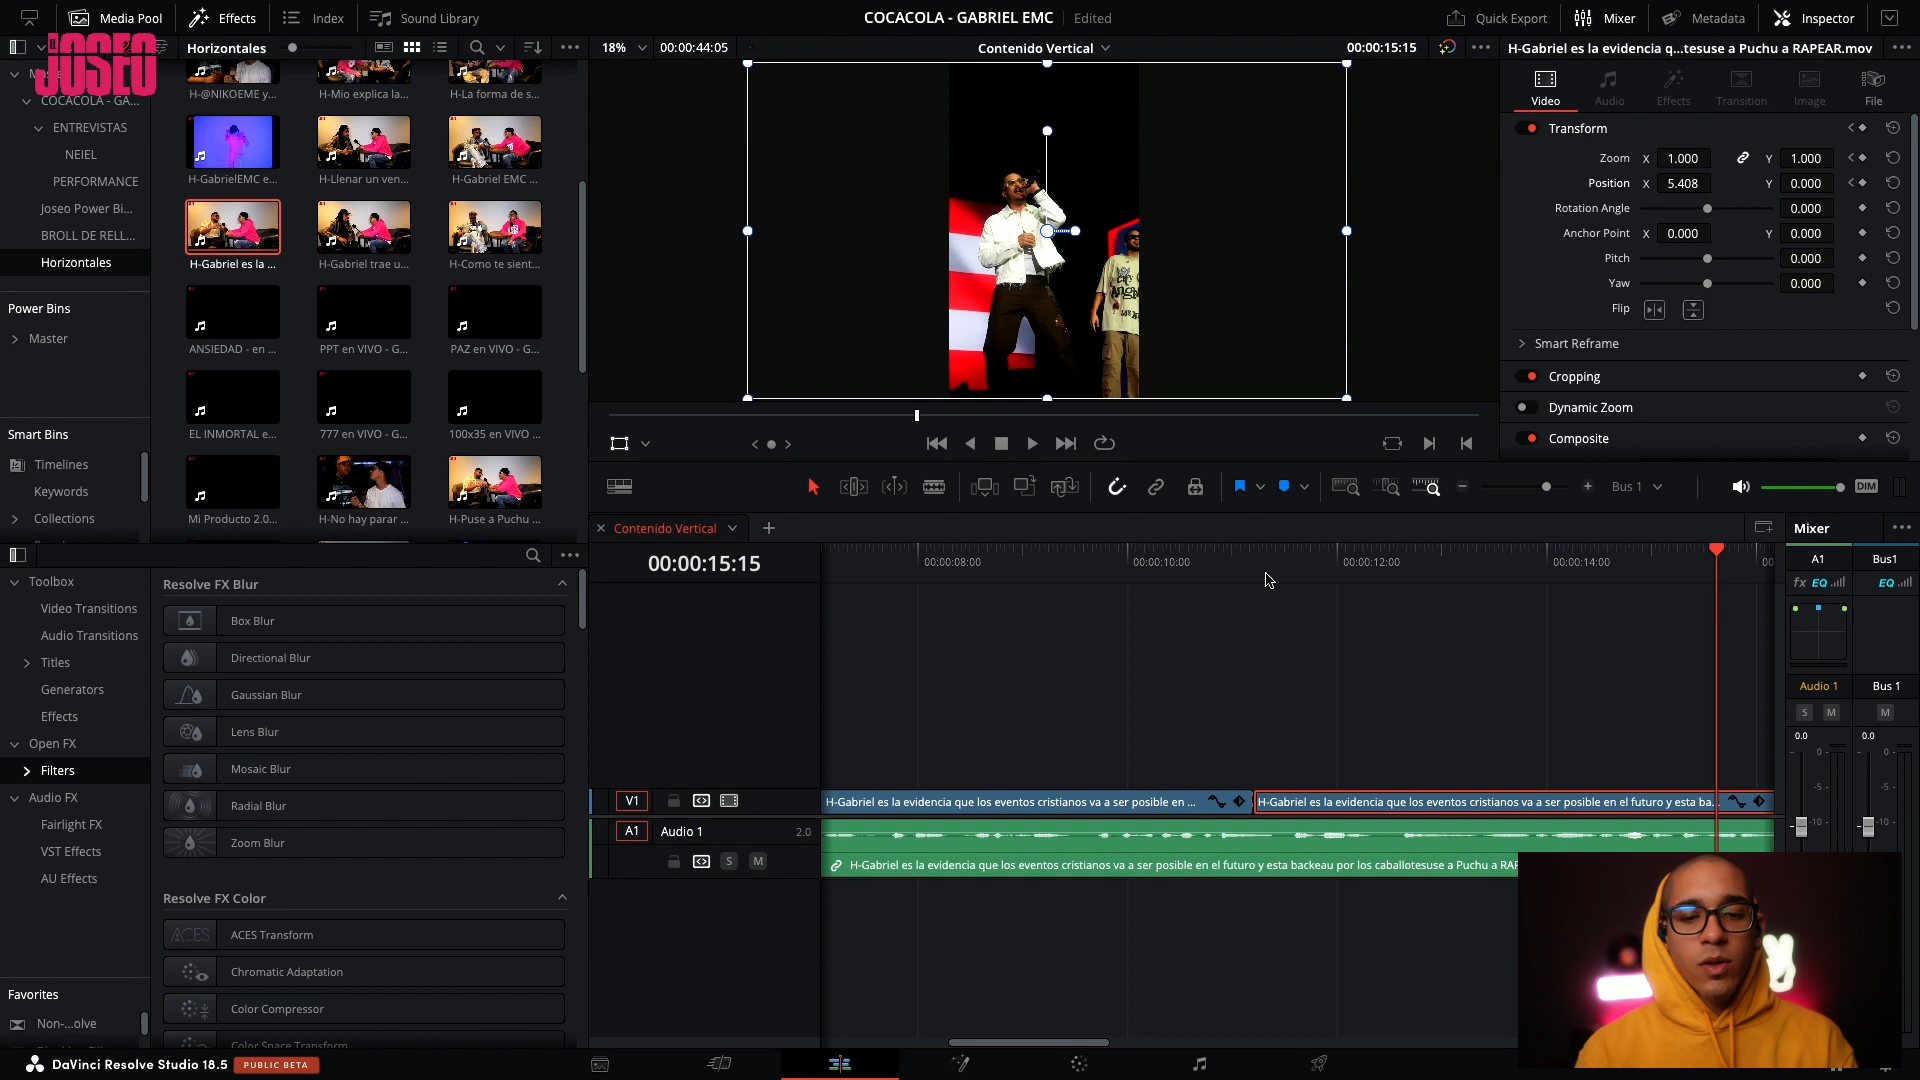 Media Pool
Effects
Index
Sound Library
COCACOLA - GABRIEL EMC
Edited
Quick Export
Mixer
Metadata
Inspector
EL JOSEO
Horizontales
18%
00:00:44:05
Contenido Vertical
00:00:15:15
H-Gabriel es la evidencia q...tesuse a Puchu a RAPEAR.mov
COCACOLA - GA...
ENTREVISTAS
NEIEL
PERFORMANCE
Joseo Power Bi...
BROLL DE RELL...
Horizontales
Power Bins
Master
Smart Bins
Timelines
Keywords
Collections
H-@NIKOEME y...
H-Mio explica la...
H-La forma de s...
H-GabrielEMC e...
H-Llenar un ven...
H-Gabriel EMC ...
H-Gabriel es la ...
H-Gabriel trae u...
H-Como te sient...
ANSIEDAD - en ...
PPT en VIVO - G...
PAZ en VIVO - G...
EL INMORTAL e...
777 en VIVO - G...
100x35 en VIVO ...
Mi Producto 2.0...
H-No hay parar ...
H-Puse a Puchu ...
Video
Audio
Effects
Transition
Image
File
Transform
Zoom X 1.000 Y 1.000
Position X 5.408 Y 0.000
Rotation Angle 0.000
Anchor Point X 0.000 Y 0.000
Pitch 0.000
Yaw 0.000
Flip
Smart Reframe
Cropping
Dynamic Zoom
Composite
Bus 1
DIM
Contenido Vertical
00:00:15:15
00:00:08:00
00:00:10:00
00:00:12:00
00:00:14:00
00
V1
H-Gabriel es la evidencia que los eventos cristianos va a ser posible en ...
H-Gabriel es la evidencia que los eventos cristianos va a ser posible en el futuro y esta ba...
A1
Audio 1
2.0
S
M
H-Gabriel es la evidencia que los eventos cristianos va a ser posible en el futuro y esta backeau por los caballotesuse a Puchu a RAP
Mixer
A1
Bus1
fx EQ
EQ
Audio 1
Bus 1
S
M
M
0.0
0.0
0
0
-5
-5
-10
-10
Toolbox
Video Transitions
Audio Transitions
Titles
Generators
Effects
Open FX
Filters
Audio FX
Fairlight FX
VST Effects
AU Effects
Favorites
Non-...olve
Resolve FX Blur
Box Blur
Directional Blur
Gaussian Blur
Lens Blur
Mosaic Blur
Radial Blur
Zoom Blur
Resolve FX Color
ACES
ACES Transform
Chromatic Adaptation
Color Compressor
Color Space Transform
DaVinci Resolve Studio 18.5
PUBLIC BETA